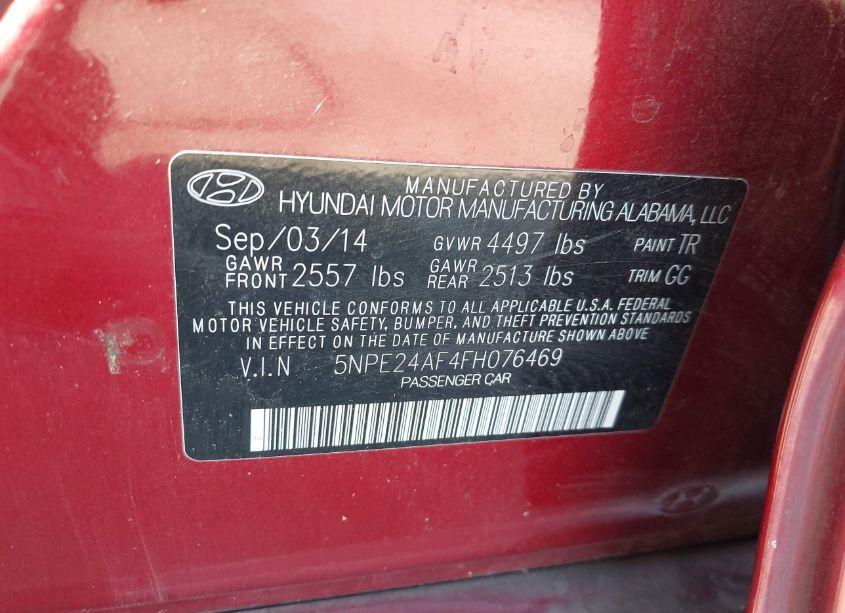 MANUFACTURED BY
HYUNDAI MOTOR MANUFACTURING ALABAMA, LLC
Sep/03/14 GVWR 4497 lbs PAINT TR
GAWR FRONT 2557 lbs GAWR REAR 2513 lbs TRIM GG
THIS VEHICLE CONFORMS TO ALL APPLICABLE U.S.A. FEDERAL
MOTOR VEHICLE SAFETY, BUMPER, AND THEFT PREVENTION STANDARDS
IN EFFECT ON THE DATE OF MANUFACTURE SHOWN ABOVE.
V.I.N 5NPE24AF4FH076469
PASSENGER CAR